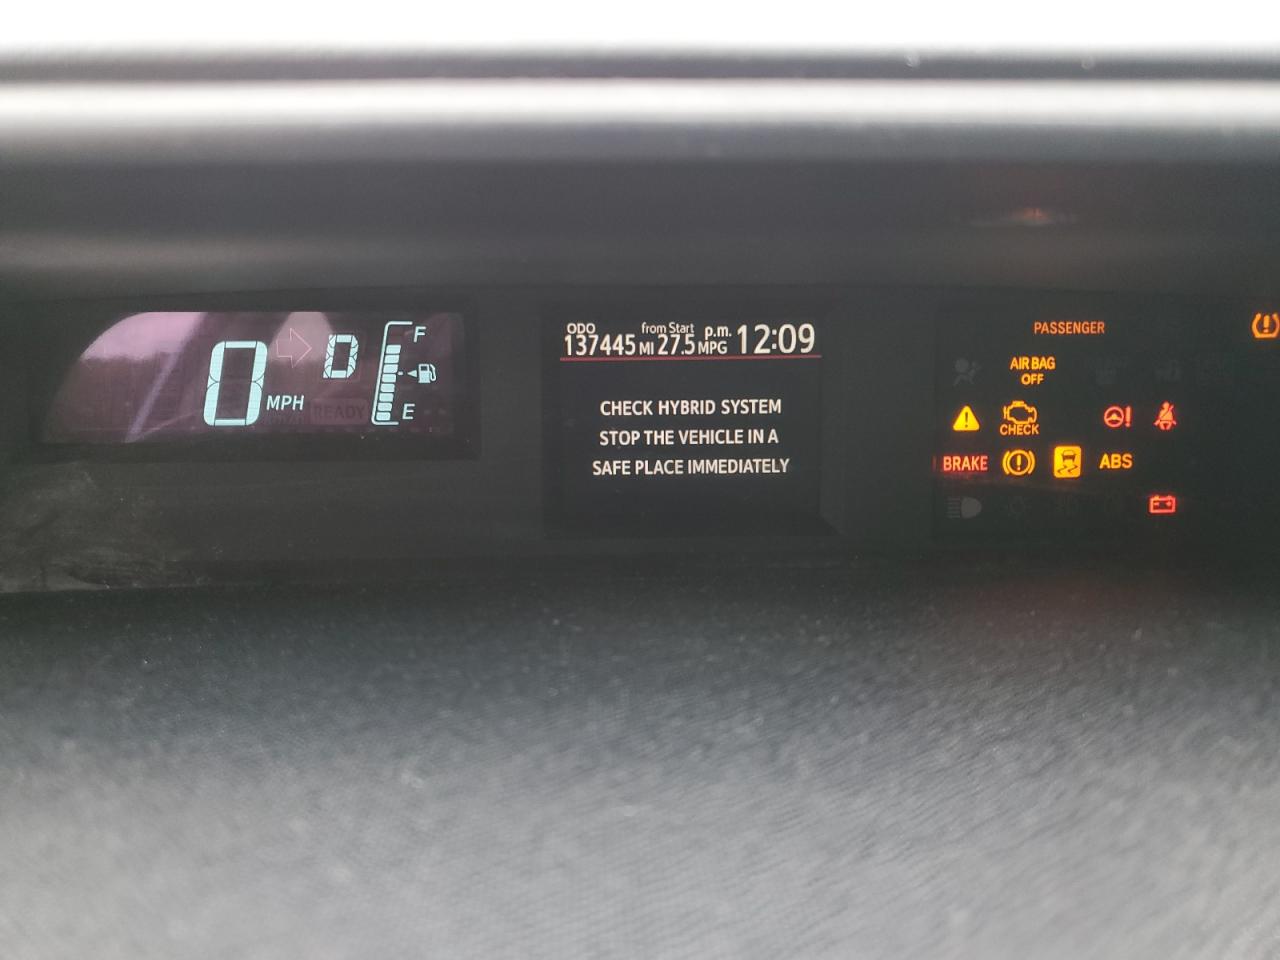 0 MPH D
F
E
READY
ODO from Start p.m.
137445 MI 27.5 MPG 12:09
CHECK HYBRID SYSTEM
STOP THE VEHICLE IN A
SAFE PLACE IMMEDIATELY
PASSENGER
AIR BAG
OFF
CHECK
BRAKE ABS